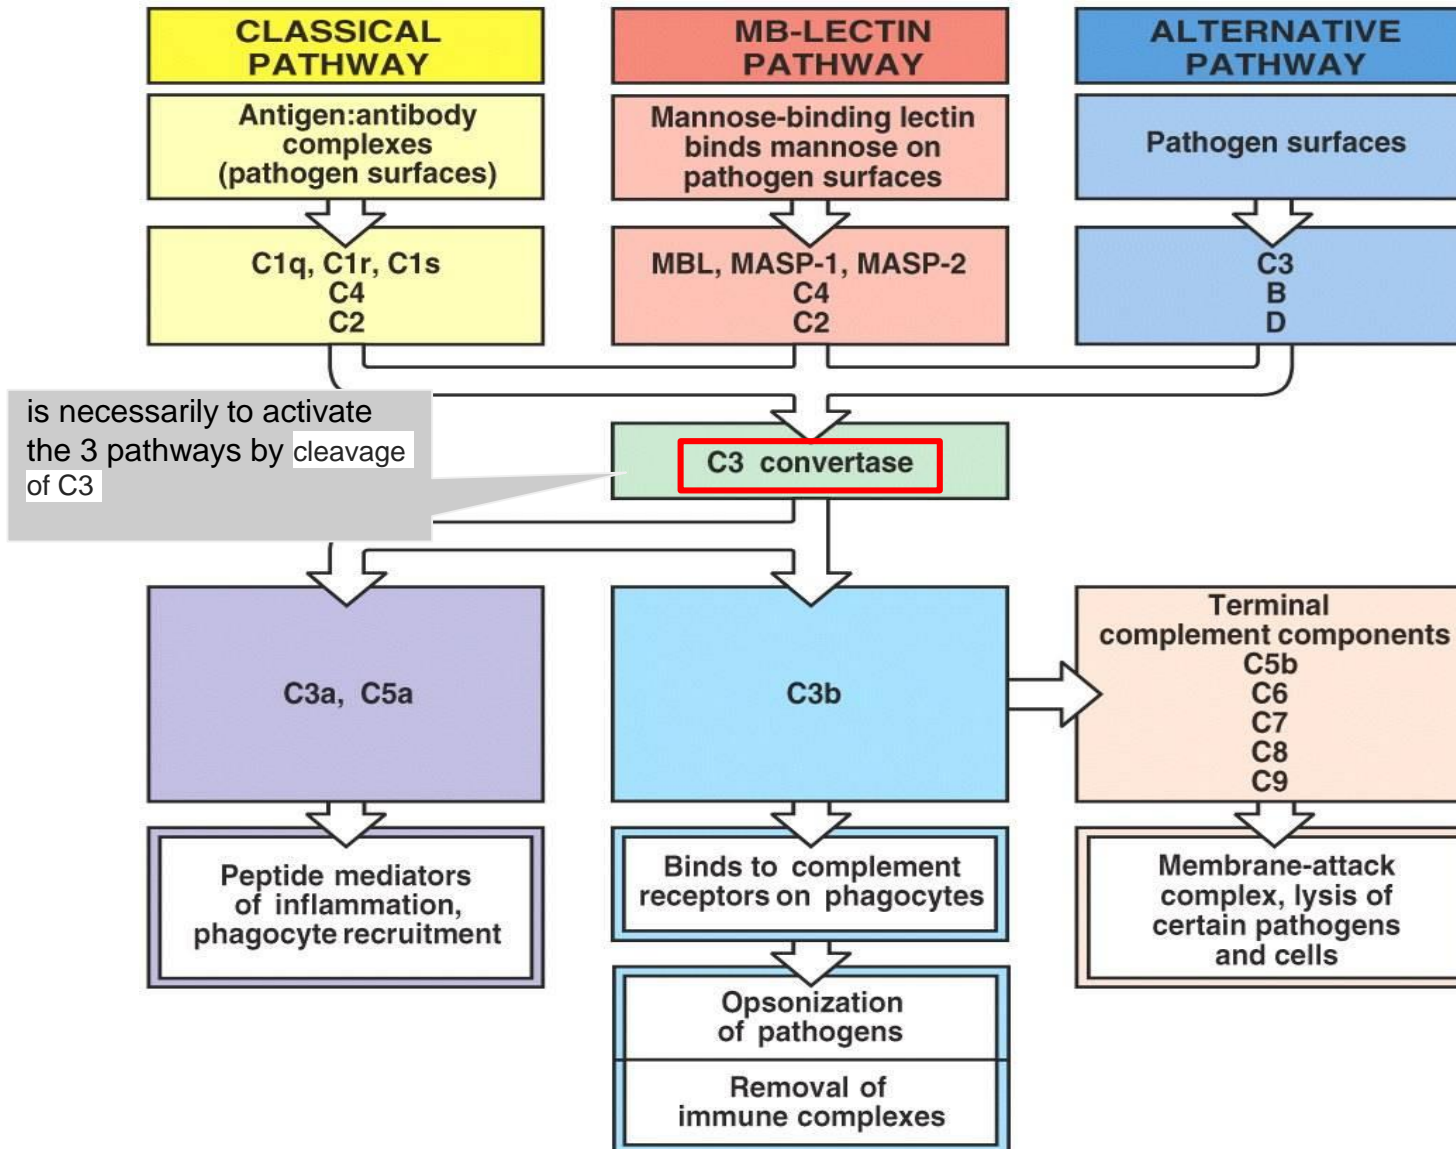 CLASSICAL
PATHWAY
MB-LECTIN
PATHWAY
ALTERNATIVE
PATHWAY
Antigen:antibody
complexes
(pathogen surfaces)
Mannose-binding lectin
binds mannose on
pathogen surfaces
Pathogen surfaces
C1q, C1r, C1s
C4
C2
MBL, MASP-1, MASP-2
C4
C2
C3
B
D
is necessarily to activate
the 3 pathways by cleavage
of C3
C3 convertase
C3a, C5a
C3b
Terminal
complement components
C5b
C6
C7
C8
C9
Peptide mediators
of inflammation,
phagocyte recruitment
Binds to complement
receptors on phagocytes
Opsonization
of pathogens
Removal of
immune complexes
Membrane-attack
complex, lysis of
certain pathogens
and cells